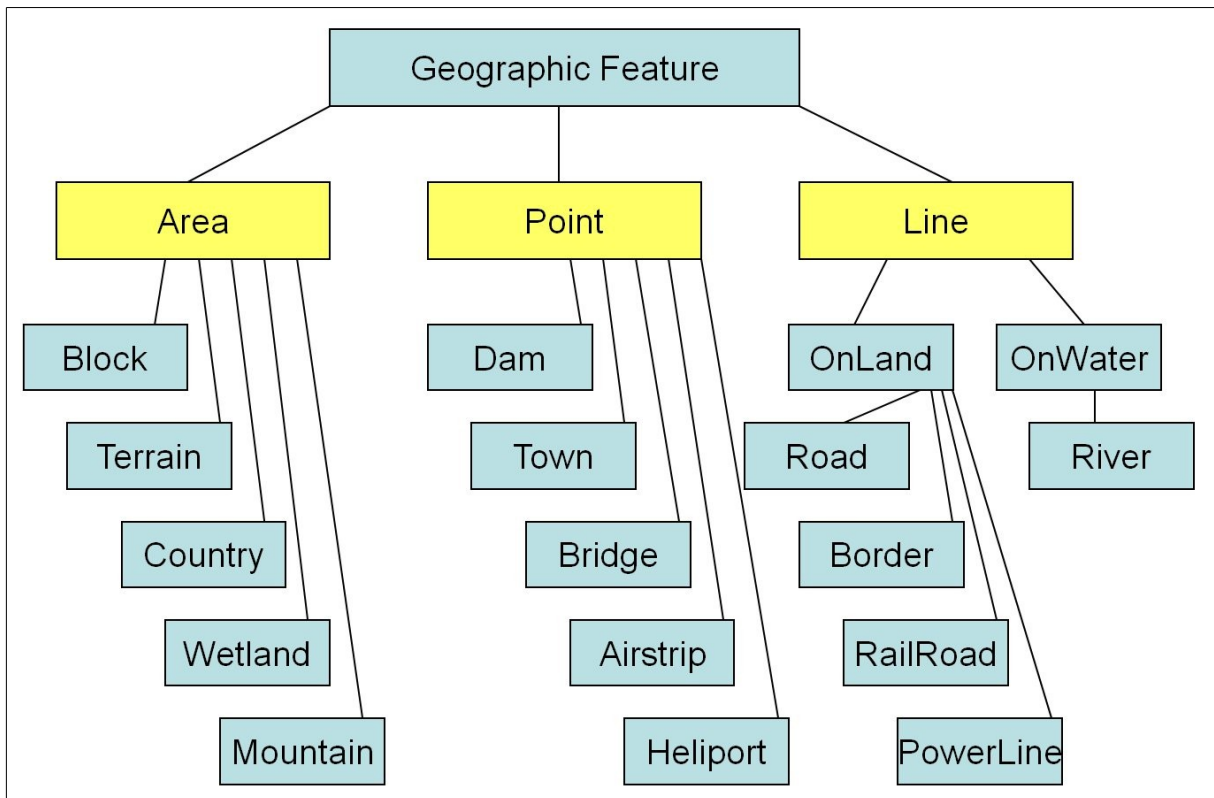 Geographic Feature
Area
Point
Line
Block
Dam
OnLand
OnWater
Terrain
Town
Road
River
Country
Bridge
Border
Wetland
Airstrip
RailRoad
Mountain
Heliport
PowerLine